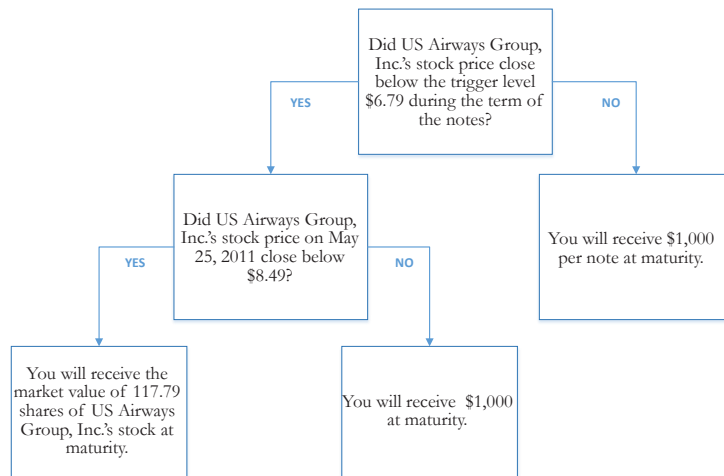 Did US Airways Group,
Inc.'s stock price close
below the trigger level
$6.79 during the term of
the notes?
YES
NO
Did US Airways Group,
Inc.'s stock price on May
25, 2011 close below
$8.49?
You will receive $1,000
per note at maturity.
YES
NO
You will receive the
market value of 117.79
shares of US Airways
Group, Inc.'s stock at
maturity.
You will receive $1,000
at maturity.